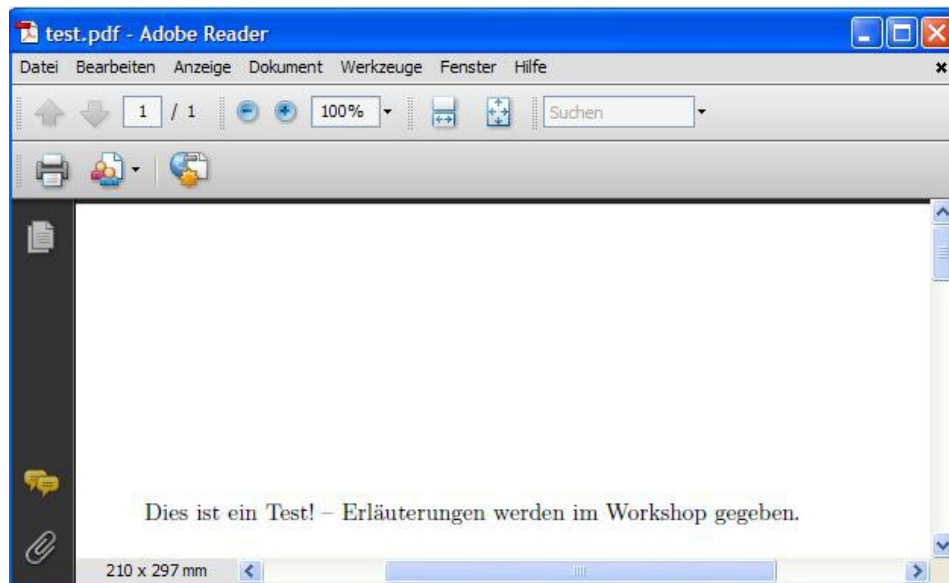 test.pdf - Adobe Reader
Datei Bearbeiten Anzeige Dokument Werkzeuge Fenster Hilfe
1 / 1 100% Suchen
Dies ist ein Test! – Erläuterungen werden im Workshop gegeben.
210 x 297 mm